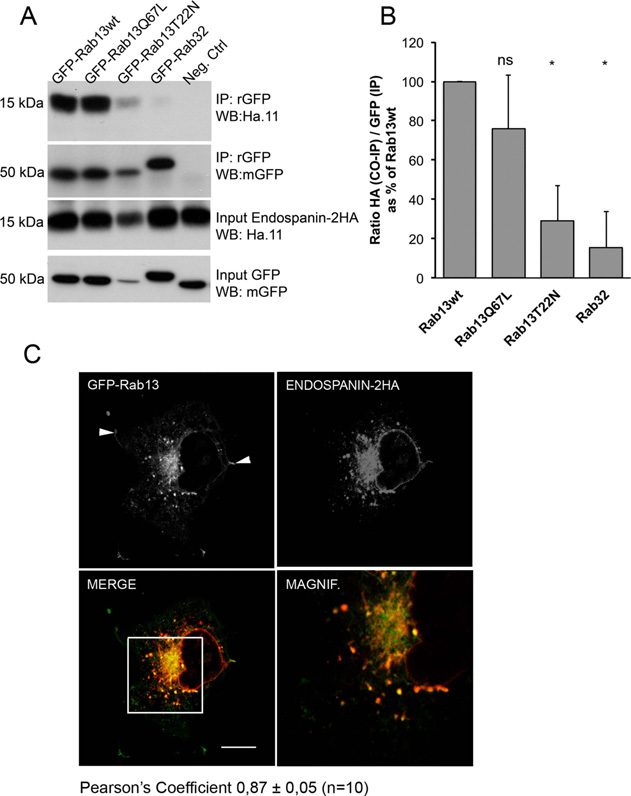 A
GFP-Rab13wt
GFP-Rab13Q67L
GFP-Rab13T22N
GFP-Rab32
Neg. Ctrl
15 kDa
IP: rGFP
WB:Ha.11
50 kDa
IP: rGFP
WB:mGFP
15 kDa
Input Endospanin-2HA
WB: Ha.11
50 kDa
Input GFP
WB: mGFP
B
Ratio HA (CO-IP) / GFP (IP)
as % of Rab13wt
140
120
100
80
60
40
20
0
ns
*
*
Rab13wt
Rab13Q67L
Rab13T22N
Rab32
C
GFP-Rab13
ENDOSPANIN-2HA
MERGE
MAGNIF.
Pearson's Coefficient 0,87 ± 0,05 (n=10)